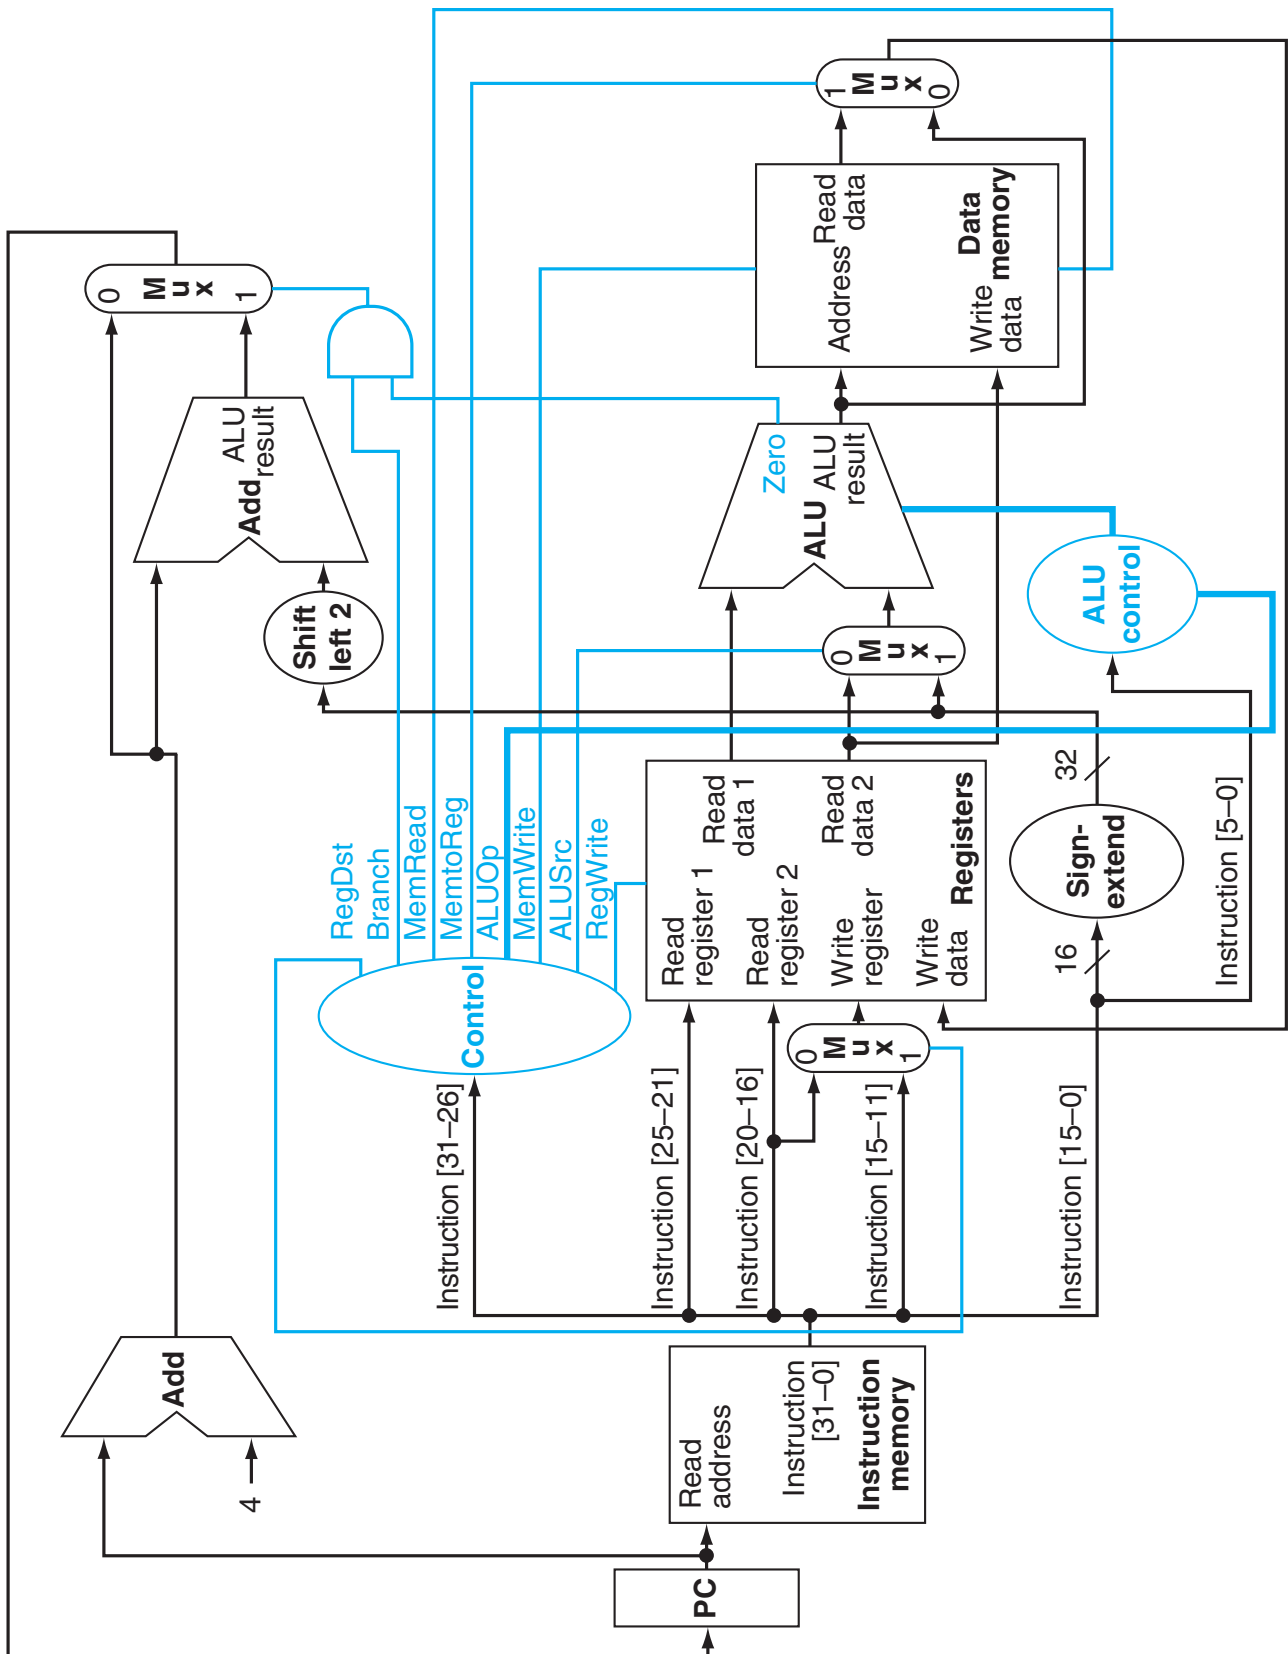 PC
4
Add
Read
address
Instruction
[31–0]
Instruction
memory
Instruction [31–26]
Instruction [25–21]
Instruction [20–16]
Instruction [15–11]
Instruction [15–0]
Instruction [5–0]
Control
RegDst
Branch
MemRead
MemtoReg
ALUOp
MemWrite
ALUSrc
RegWrite
0
M
u
x
1
Read
register 1
Read
register 2
Write
register
Write
data
Read
data 1
Read
data 2
Registers
16
Sign-
extend
32
Shift
left 2
Add
ALU
result
0
M
u
x
1
0
M
u
x
1
ALU
Zero
ALU
result
ALU
control
Address
Read
data
Write
data
Data
memory
1
M
u
x
0